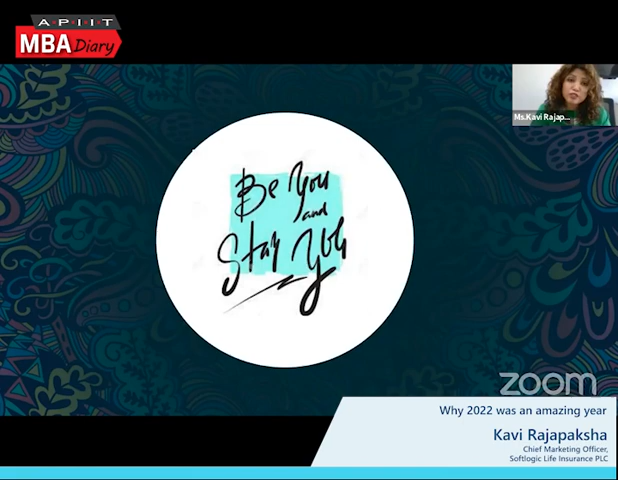 APIIT
MBA Diary
Ms.Kavi Rajap...
Be You
and
Stay You
zoom
Why 2022 was an amazing year
Kavi Rajapaksha
Chief Marketing Officer,
Softlogic Life Insurance PLC